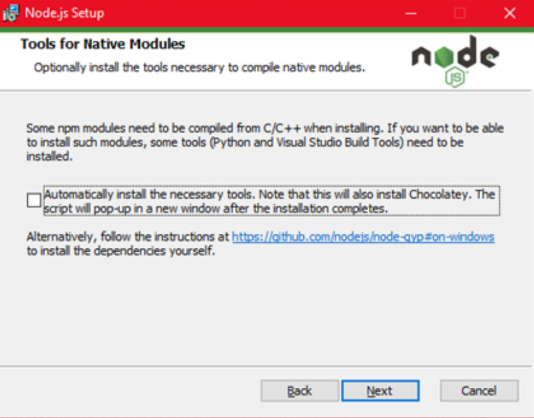 Node.js Setup
Tools for Native Modules
Optionally install the tools necessary to compile native modules.
node
JS
Some npm modules need to be compiled from C/C++ when installing. If you want to be able
to install such modules, some tools (Python and Visual Studio Build Tools) need to be
installed.
Automatically install the necessary tools. Note that this will also install Chocolatey. The
script will pop-up in a new window after the installation completes.
Alternatively, follow the instructions at https://github.com/nodejs/node-gyp#on-windows
to install the dependencies yourself.
Back Next Cancel